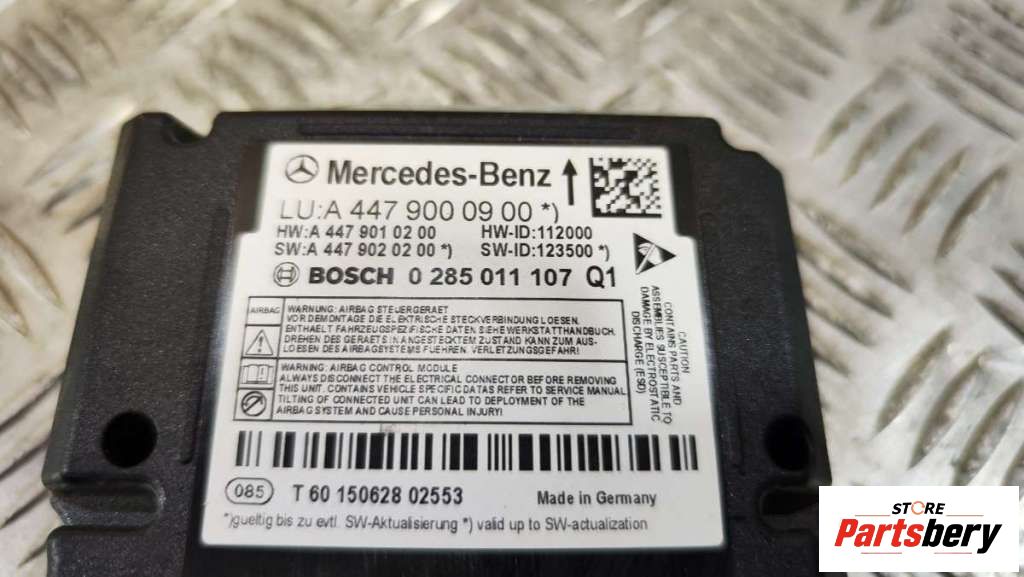 Mercedes-Benz
LU:A 447 900 09 00 *)
HW:A 447 901 02 00 HW-ID:112000
SW:A 447 902 02 00 *) SW-ID:123500 *)
BOSCH 0 285 011 107 Q1
AIRBAG
WARNUNG: AIRBAG STEUERGERAET
VOR DEMONTAGE DIE ELEKTRISCHE STECKVERBINDUNG LOESEN.
ENTHAELT FAHRZEUGSPEZIFISCHE DATEN SIEHE WERKSTATTHANDBUCH.
DREHEN DES GERAETS IN ANGESTECKTEM ZUSTAND KANN ZUM AUS-
LOESEN DES AIRBAGSYSTEMS FUEHREN. VERLETZUNGSGEFAHR!
WARNING: AIRBAG CONTROL MODULE
ALWAYS DISCONNECT THE ELECTRICAL CONNECTOR BEFORE REMOVING
THIS UNIT. CONTAINS VEHICLE SPECIFIC DATAS REFER TO SERVICE MANUAL
TILTING OF CONNECTED UNIT CAN LEAD TO DEPLOYMENT OF THE
AIRBAG SYSTEM AND CAUSE PERSONAL INJURY!
CAUTION
CONTAINS PARTS AND
ASSEMBLIES SUSCEPTIBLE TO
DAMAGE BY ELECTROSTATIC
DISCHARGE (ESD)
085 T 60 150628 02553 Made in Germany
*)gueltig bis zu evtl. SW-Aktualisierung *) valid up to SW-actualization
STORE
Partsbery